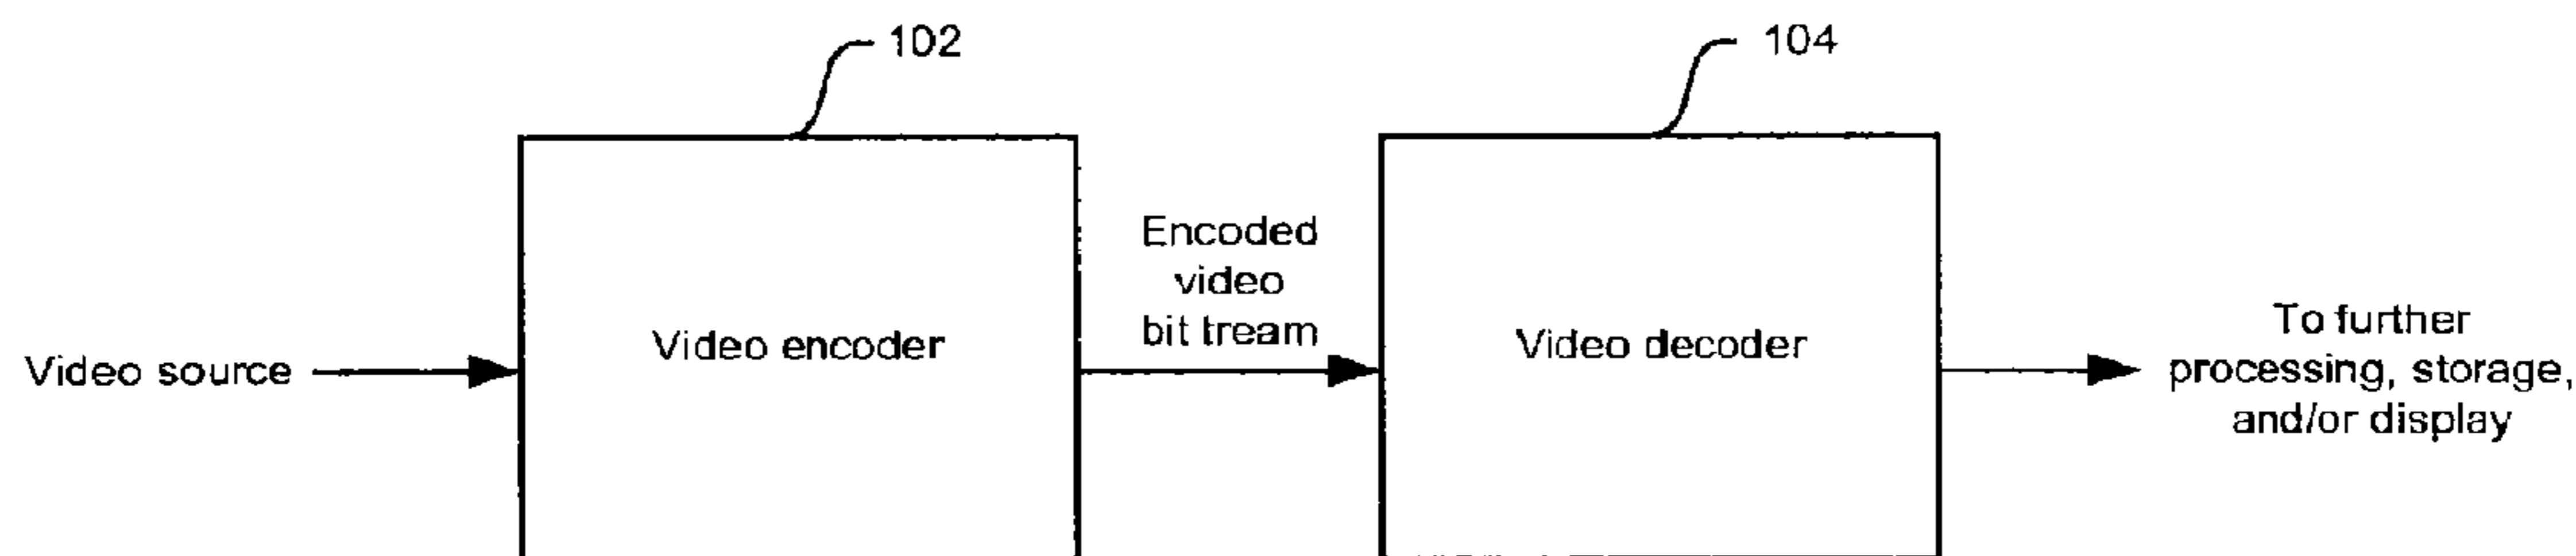 102
104
Encoded
video
bit tream
Video source
Video encoder
Video decoder
To further
processing, storage,
and/or display